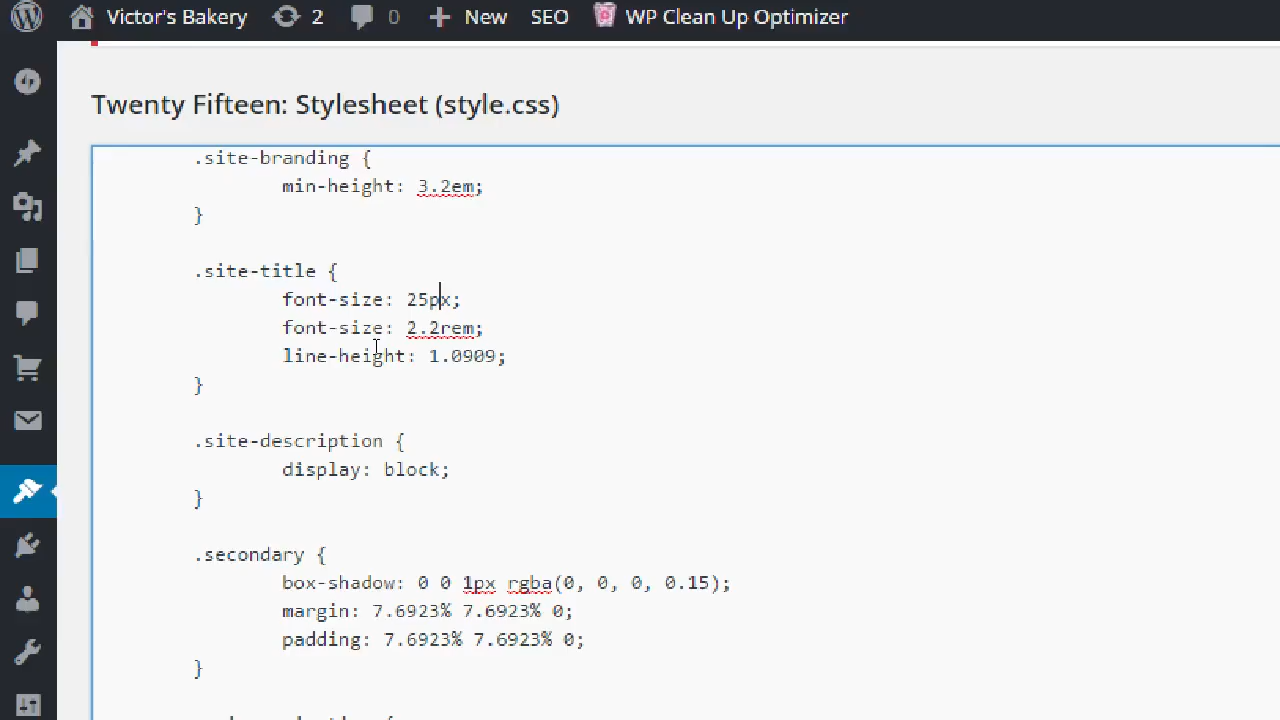 Victor's Bakery 2 0 New SEO WP Clean Up Optimizer
Twenty Fifteen: Stylesheet (style.css)
.site-branding {
min-height: 3.2em;
}
.site-title {
font-size: 25px;
font-size: 2.2rem;
line-height: 1.0909;
}
.site-description {
display: block;
}
.secondary {
box-shadow: 0 0 1px rgba(0, 0, 0, 0.15);
margin: 7.6923% 7.6923% 0;
padding: 7.6923% 7.6923% 0;
}